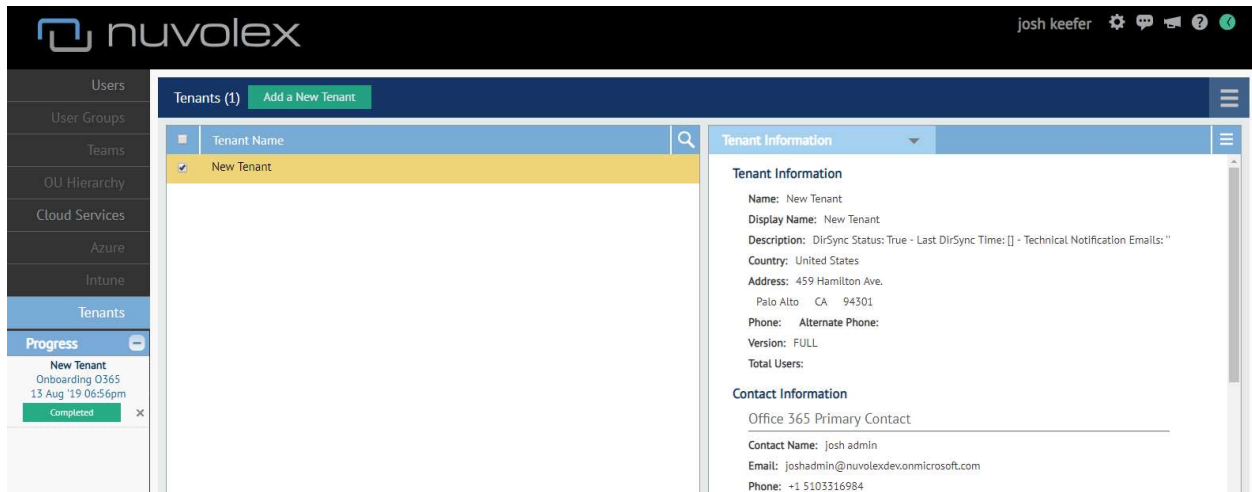 nuvolex
josh keefer
Users
User Groups
Teams
OU Hierarchy
Cloud Services
Azure
Intune
Tenants
Progress
New Tenant
Onboarding O365
13 Aug '19 06:56pm
Completed
Tenants (1) Add a New Tenant
Tenant Name
New Tenant
Tenant Information
Tenant Information
Name: New Tenant
Display Name: New Tenant
Description: DirSync Status: True - Last DirSync Time: [] - Technical Notification Emails: ''
Country: United States
Address: 459 Hamilton Ave.
Palo Alto CA 94301
Phone: Alternate Phone:
Version: FULL
Total Users:
Contact Information
Office 365 Primary Contact
Contact Name: josh admin
Email: joshadmin@nuvolexdev.onmicrosoft.com
Phone: +1 5103316984